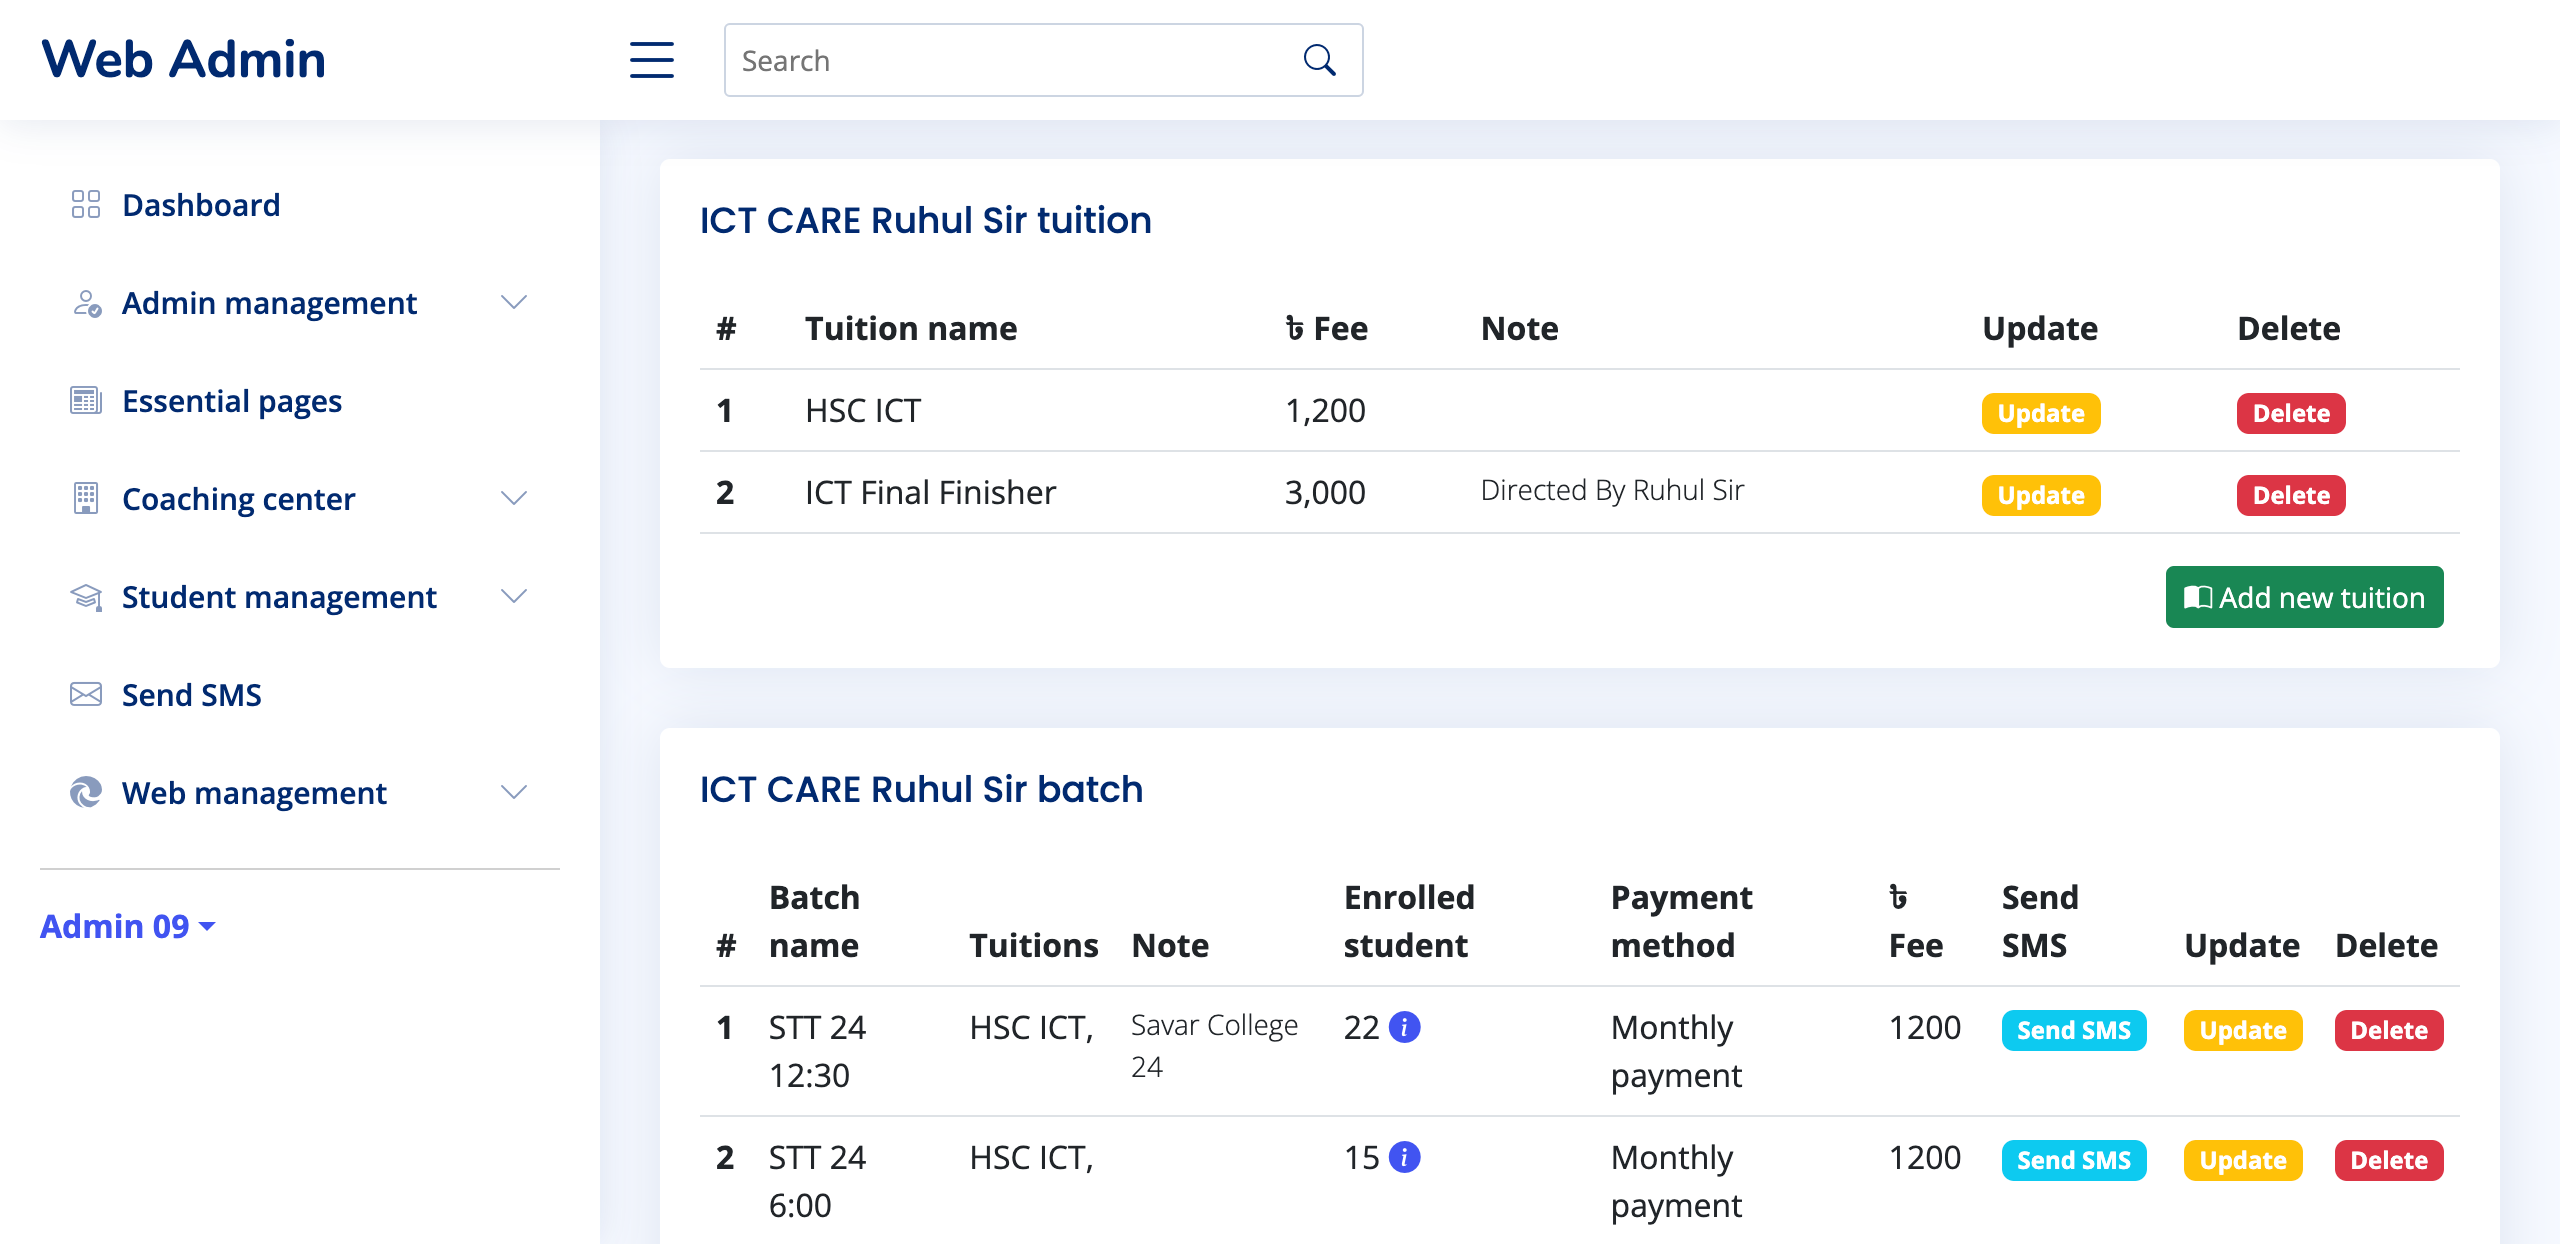 Web Admin
Search
Dashboard
Admin management
Essential pages
Coaching center
Student management
Send SMS
Web management
Admin 09
ICT CARE Ruhul Sir tuition
# Tuition name ৳ Fee Note Update Delete
1 HSC ICT 1,200 Update Delete
2 ICT Final Finisher 3,000 Directed By Ruhul Sir Update Delete
Add new tuition
ICT CARE Ruhul Sir batch
# Batch name Tuitions Note Enrolled student Payment method ৳ Fee Send SMS Update Delete
1 STT 24 12:30 HSC ICT, Savar College 24 22 Monthly payment 1200 Send SMS Update Delete
2 STT 24 6:00 HSC ICT, 15 Monthly payment 1200 Send SMS Update Delete